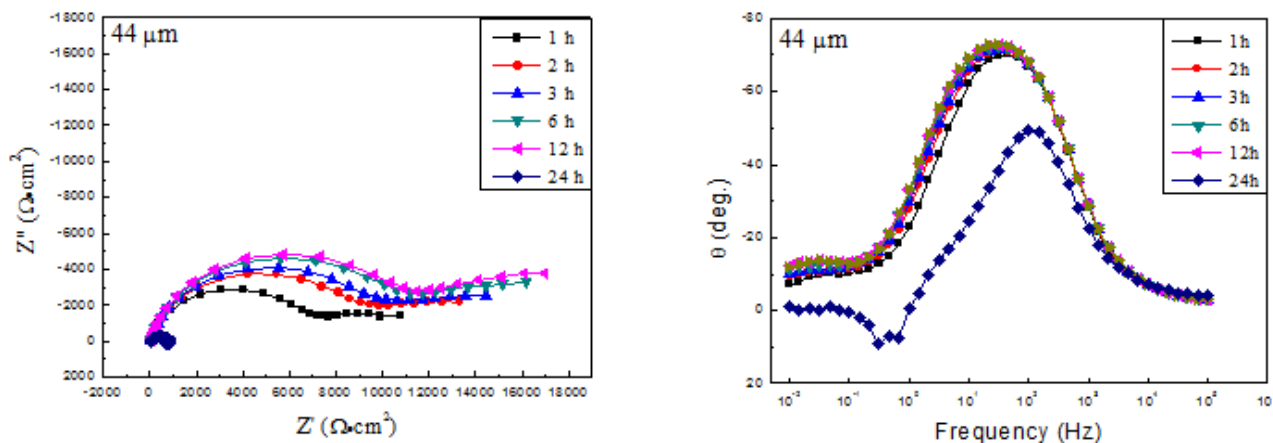 44 μm
-18000
-16000
-14000
-12000
-10000
-8000
-6000
-4000
-2000
0
2000
Z'' (Ω•cm²)
1 h
2 h
3 h
6 h
12 h
24 h
-2000 0 2000 4000 6000 8000 10000 12000 14000 16000 18000
Z' (Ω•cm²)
44 μm
-80
-60
-40
-20
0
20
θ (deg.)
1h
2h
3h
6h
12h
24h
10⁻² 10⁻¹ 10⁰ 10¹ 10² 10³ 10⁴ 10⁵ 10
Frequency (Hz)